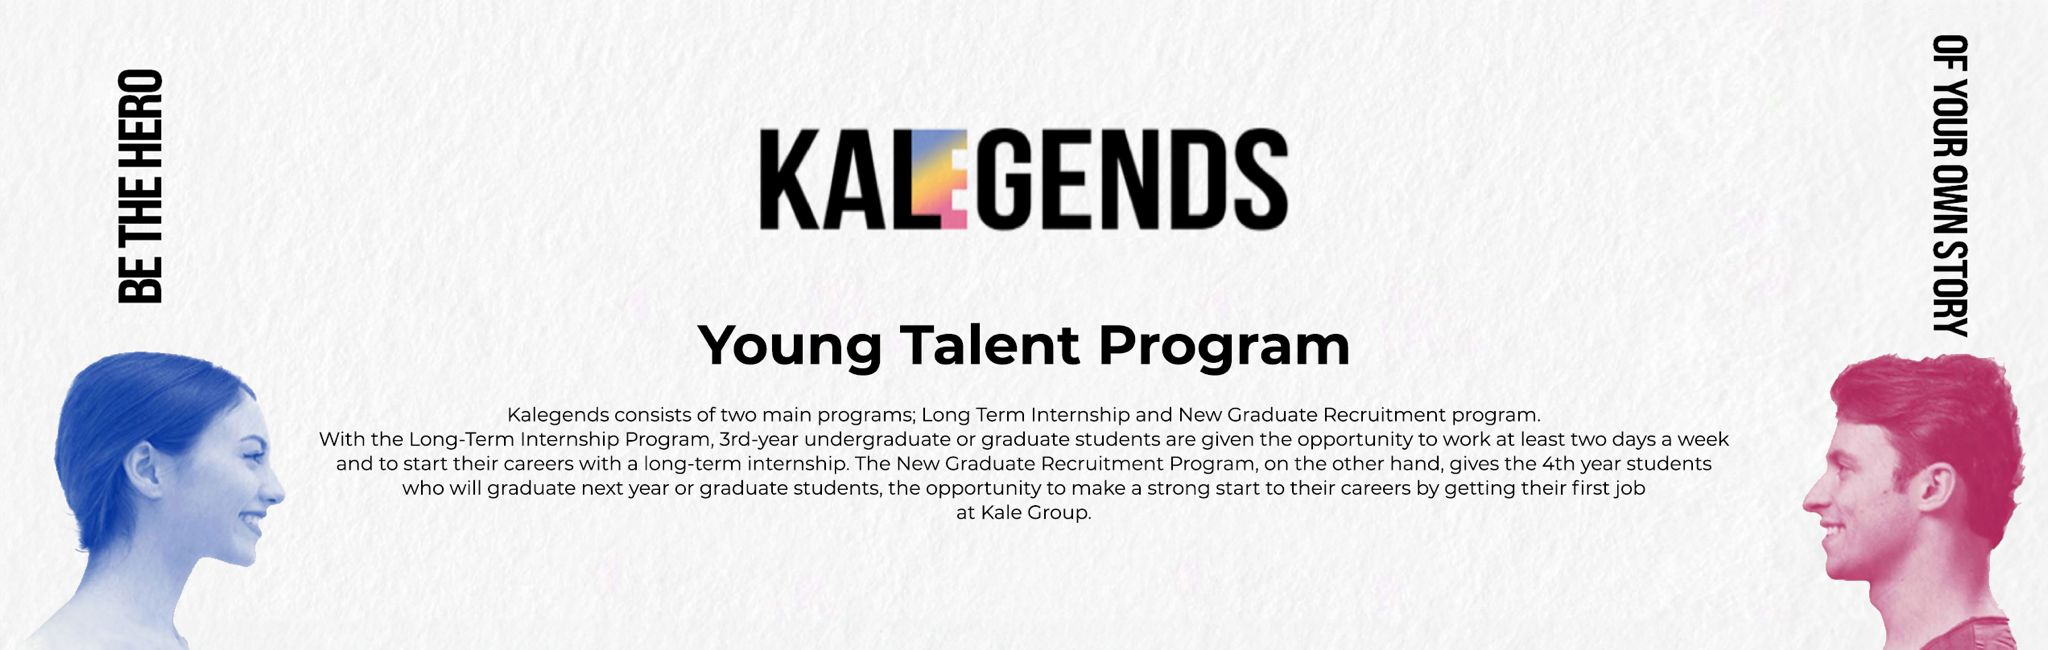 BE THE HERO
OF YOUR OWN STORY
KALEGENDS
Young Talent Program
Kalegends consists of two main programs; Long Term Internship and New Graduate Recruitment program.
With the Long-Term Internship Program, 3rd-year undergraduate or graduate students are given the opportunity to work at least two days a week
and to start their careers with a long-term internship. The New Graduate Recruitment Program, on the other hand, gives the 4th year students
who will graduate next year or graduate students, the opportunity to make a strong start to their careers by getting their first job
at Kale Group.